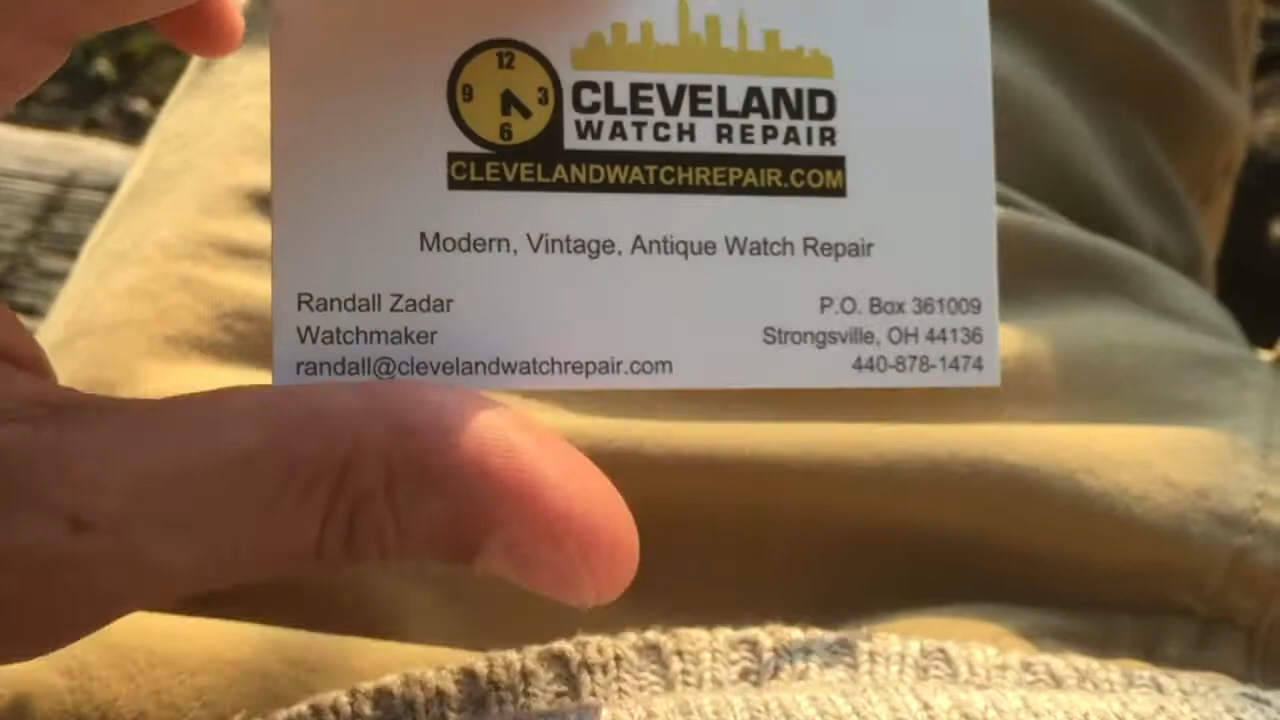 12
9
3
6
CLEVELAND
WATCH REPAIR
CLEVELANDWATCHREPAIR.COM
Modern, Vintage, Antique Watch Repair
Randall Zadar
Watchmaker
randall@clevelandwatchrepair.com
P.O. Box 361009
Strongsville, OH 44136
440-878-1474